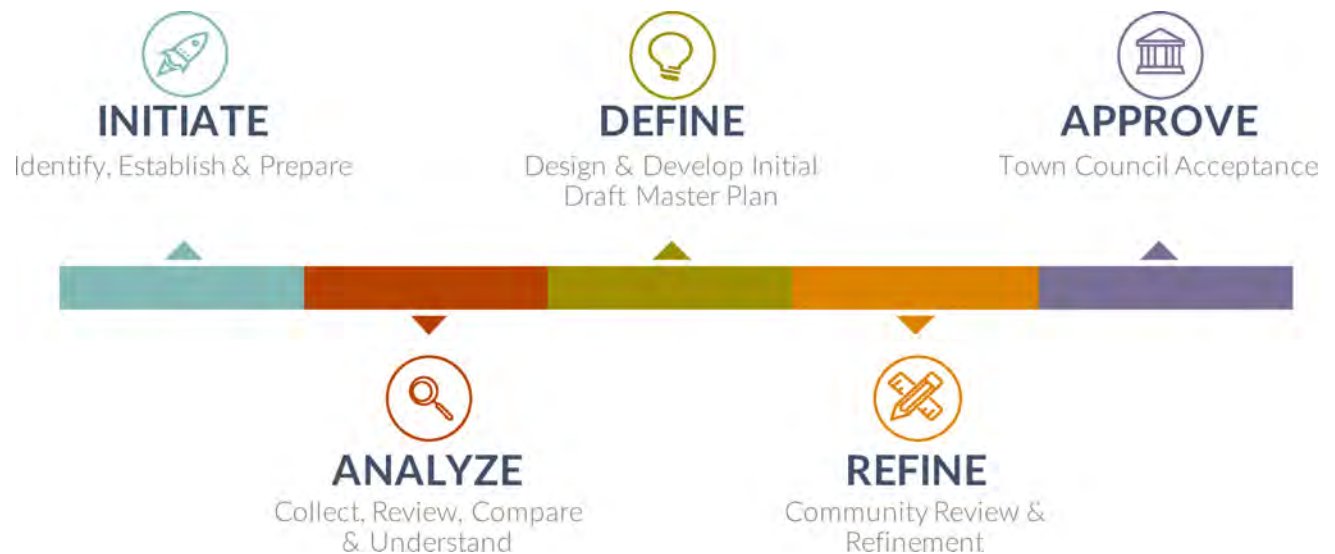 INITIATE
Identify, Establish & Prepare
DEFINE
Design & Develop Initial
Draft Master Plan
APPROVE
Town Council Acceptance
ANALYZE
Collect, Review, Compare
& Understand
REFINE
Community Review &
Refinement